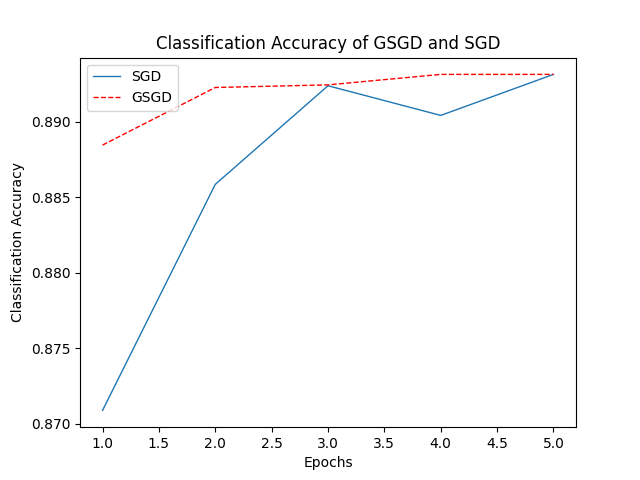 Classification Accuracy of GSGD and SGD
SGD
GSGD
Classification Accuracy
0.890
0.885
0.880
0.875
0.870
1.0 1.5 2.0 2.5 3.0 3.5 4.0 4.5 5.0
Epochs